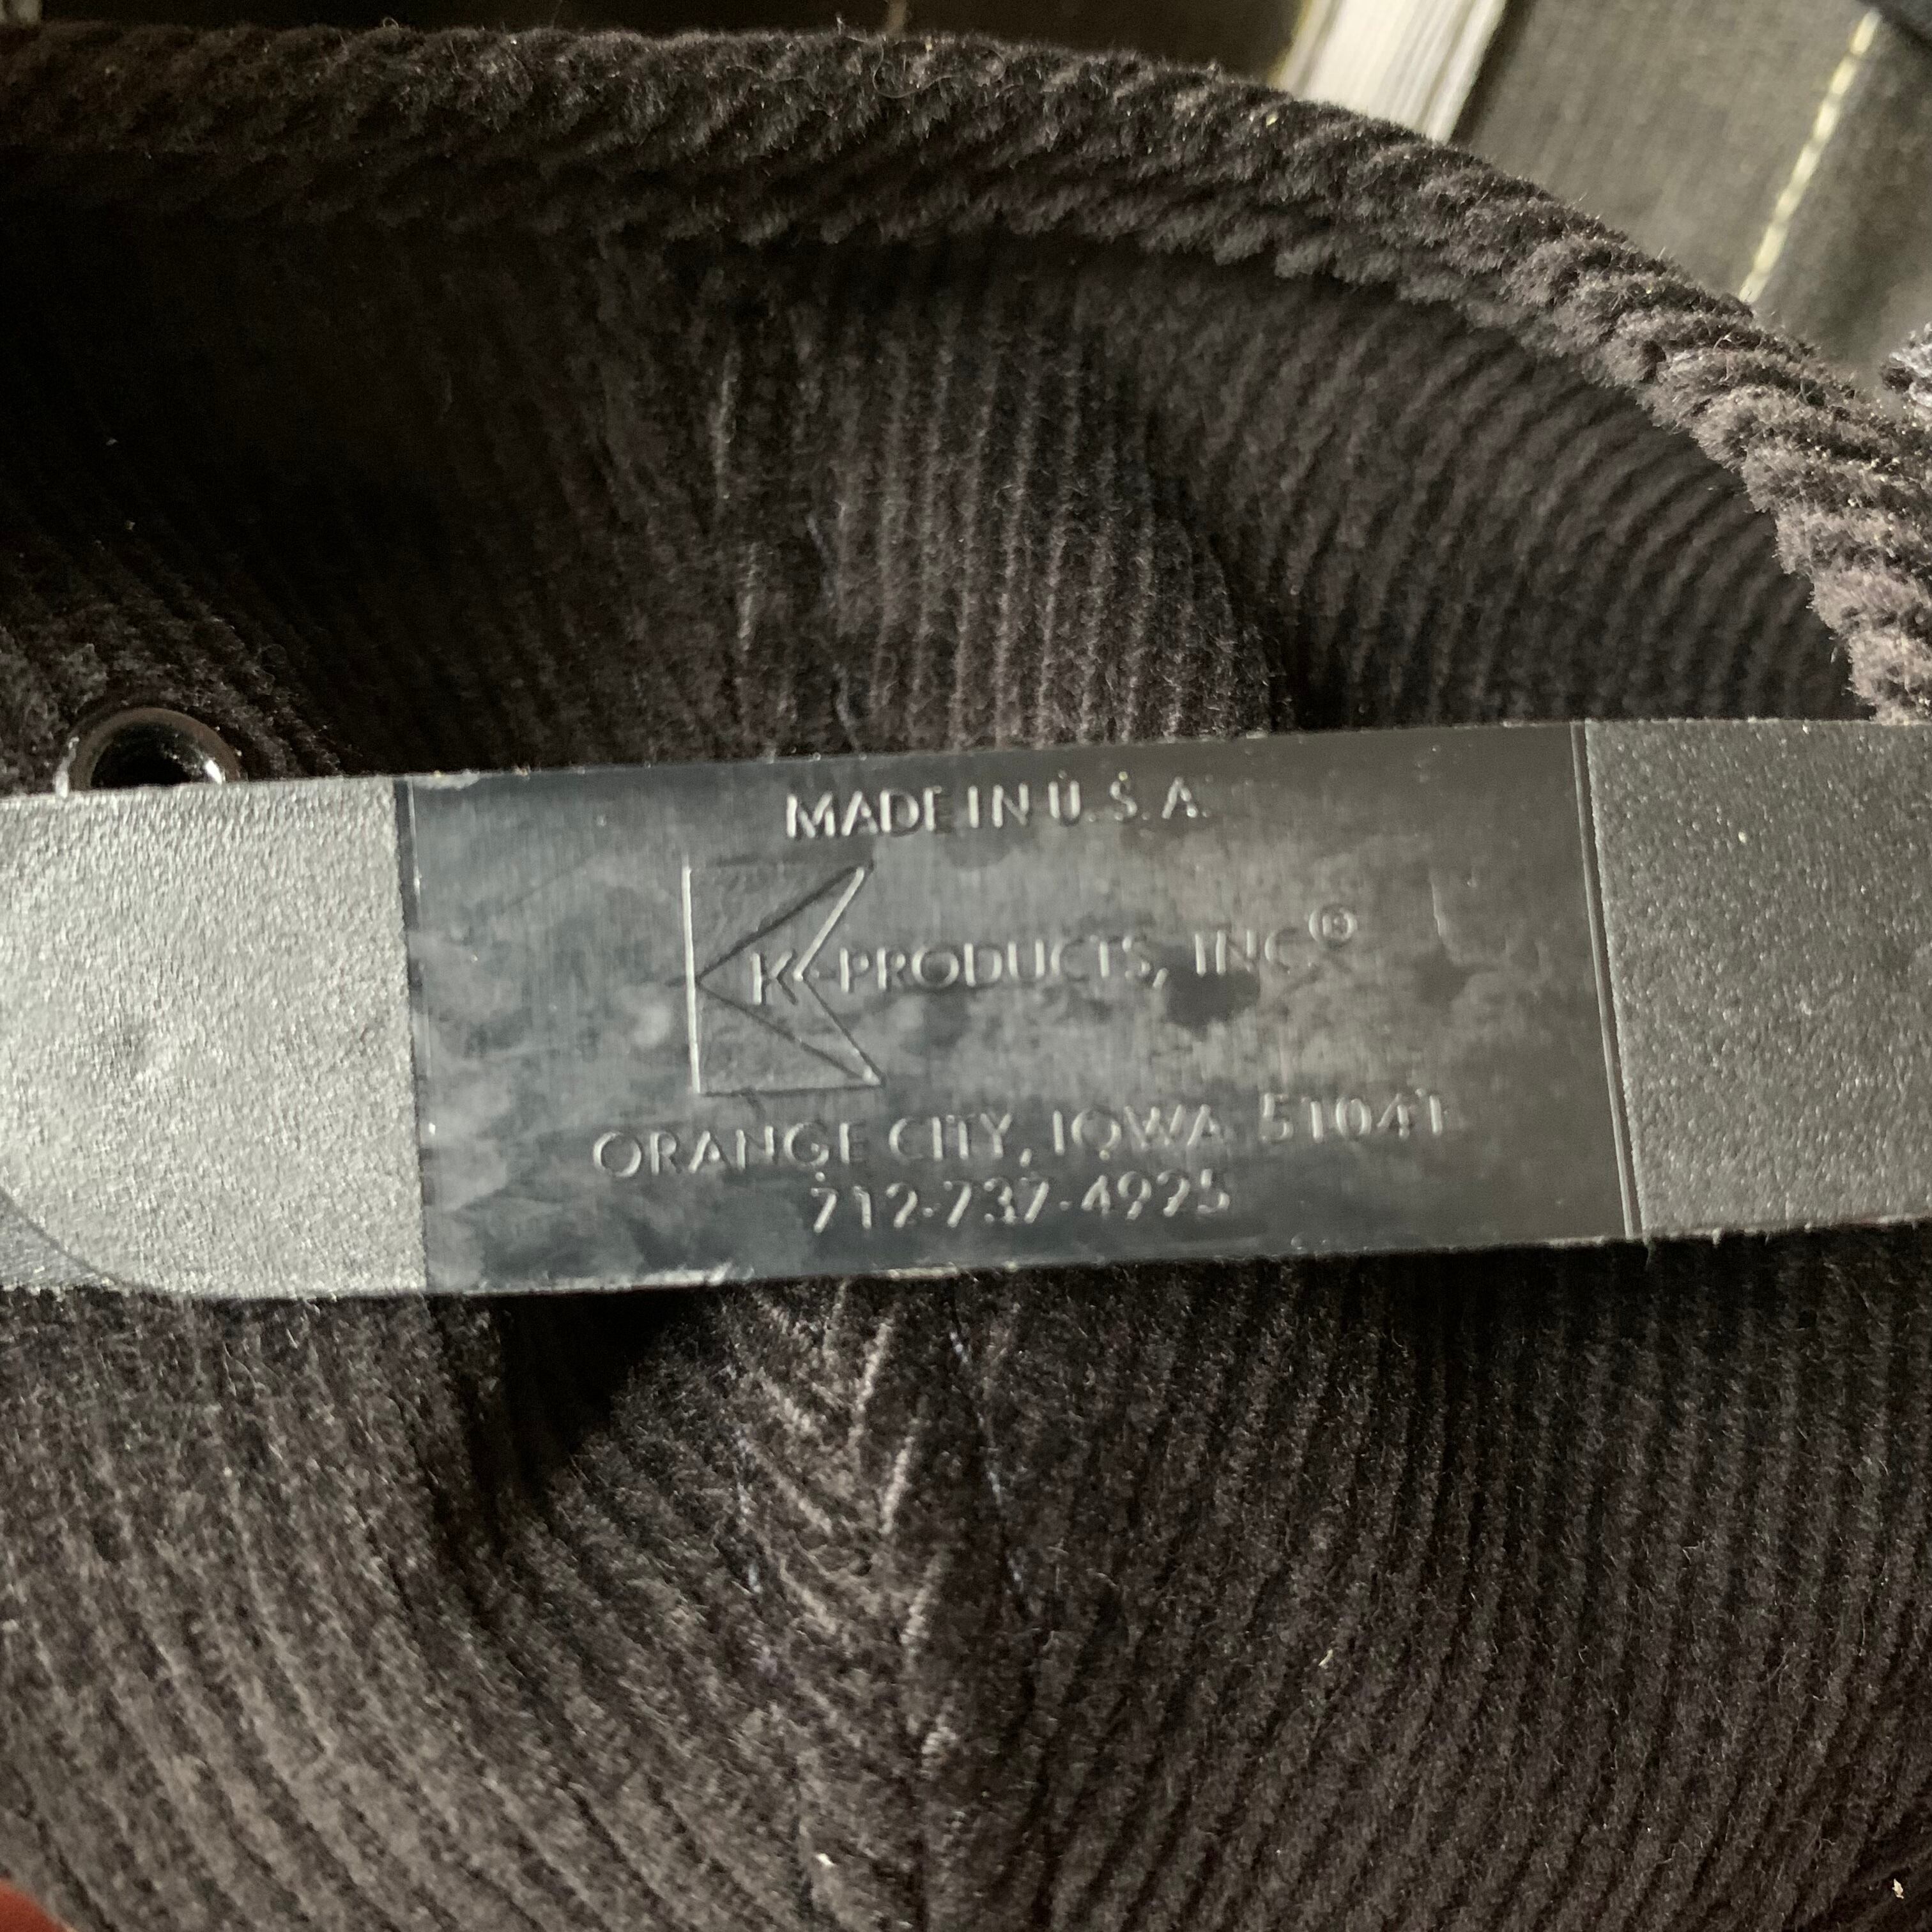 MADE IN U.S.A.
K-PRODUCTS, INC.®
ORANGE CITY, IOWA 51041
712-737-4925